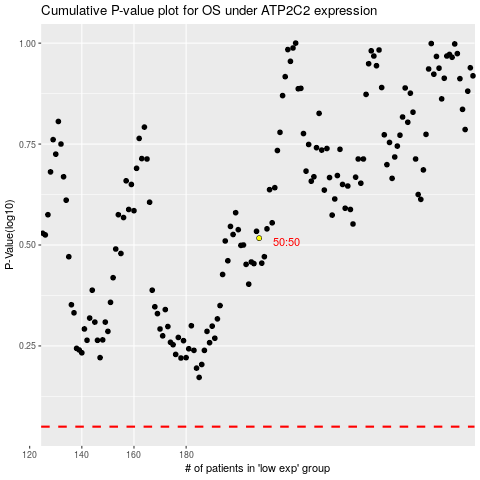 Cumulative P-value plot for OS under ATP2C2 expression
P-Value(log10)
1.00
0.75
0.50
0.25
50:50
120 140 160 180
# of patients in 'low exp' group